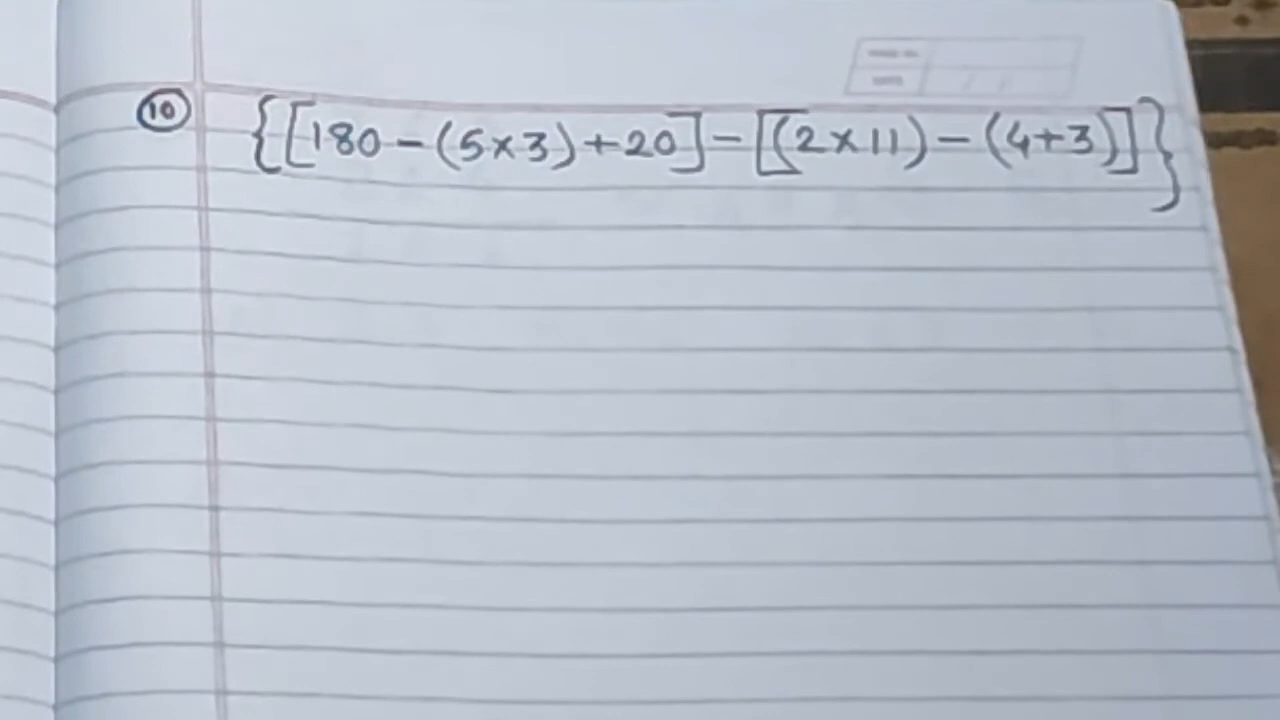 10 {[180 - (5 × 3) + 20] - [(2 × 11) - (4 + 3)]}